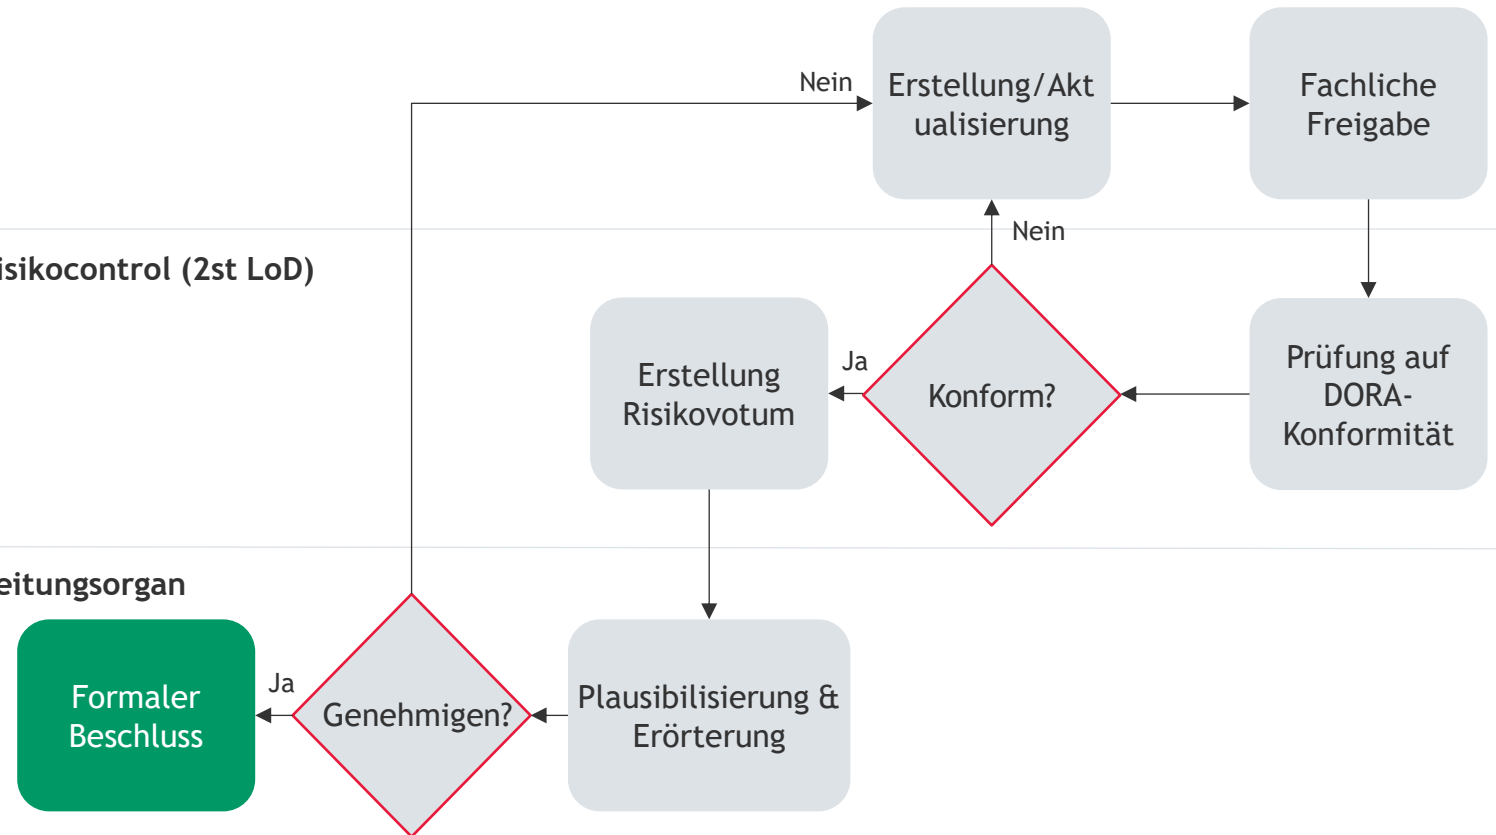 Nein
Erstellung/Akt
ualisierung
Fachliche
Freigabe
Nein
isikocontrol (2st LoD)
Erstellung
Risikovotum
Ja
Konform?
Prüfung auf
DORA-
Konformität
eitungsorgan
Formaler
Beschluss
Ja
Genehmigen?
Plausibilisierung &
Erörterung